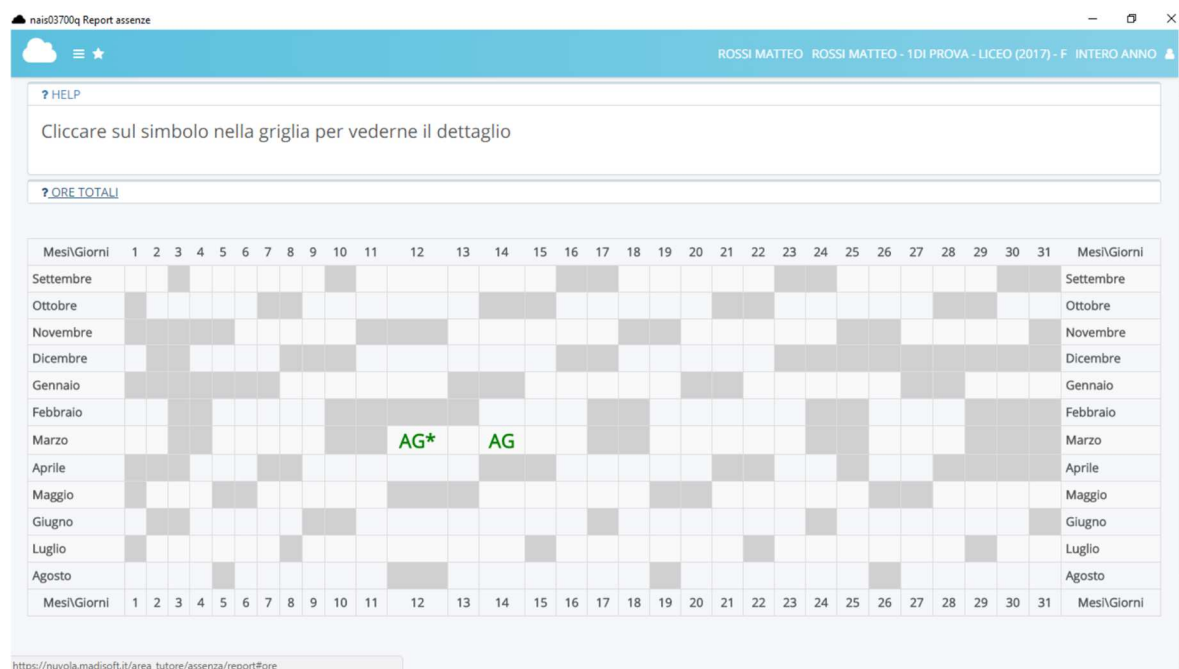 nais03700q Report assenze
ROSSI MATTEO ROSSI MATTEO - 1DI PROVA - LICEO (2017) - F INTERO ANNO
? HELP
Cliccare sul simbolo nella griglia per vederne il dettaglio
? ORE TOTALI
Mesi\Giorni 1 2 3 4 5 6 7 8 9 10 11 12 13 14 15 16 17 18 19 20 21 22 23 24 25 26 27 28 29 30 31 Mesi\Giorni
Settembre Settembre
Ottobre Ottobre
Novembre Novembre
Dicembre Dicembre
Gennaio Gennaio
Febbraio Febbraio
Marzo AG* AG Marzo
Aprile Aprile
Maggio Maggio
Giugno Giugno
Luglio Luglio
Agosto Agosto
Mesi\Giorni 1 2 3 4 5 6 7 8 9 10 11 12 13 14 15 16 17 18 19 20 21 22 23 24 25 26 27 28 29 30 31 Mesi\Giorni
https://nuvola.madisoft.it/area_tutore/assenza/report#ore